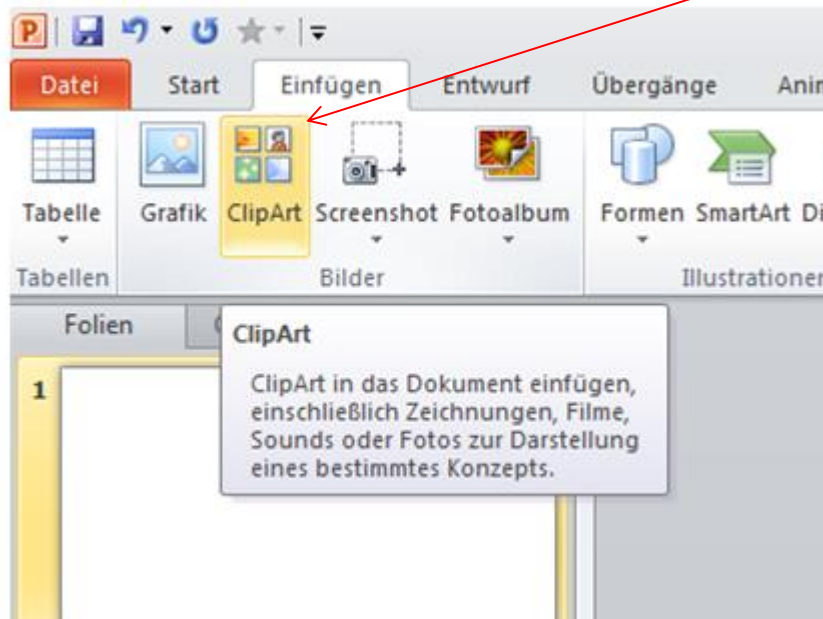 Datei Start Einfügen Entwurf Übergänge
Tabelle Grafik ClipArt Screenshot Fotoalbum Formen SmartArt
Tabellen Bilder
Folien
ClipArt
1
ClipArt in das Dokument einfügen,
einschließlich Zeichnungen, Filme,
Sounds oder Fotos zur Darstellung
eines bestimmtes Konzepts.